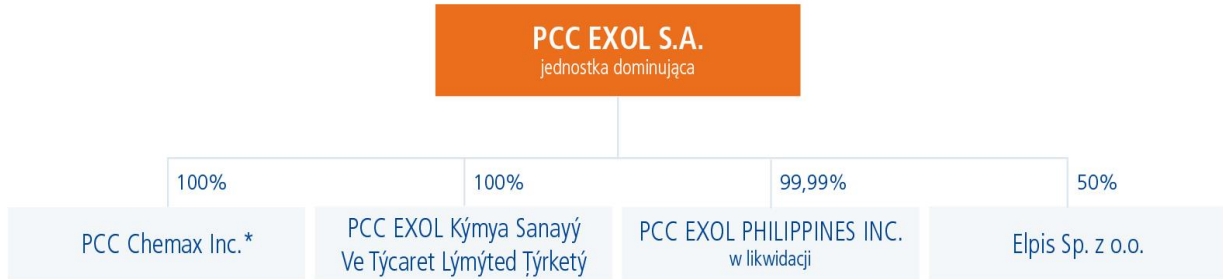 PCC EXOL S.A.
jednostka dominująca
100%
100%
99,99%
50%
PCC Chemax Inc.*
PCC EXOL Kýmya Sanayý
Ve Týcaret Lýmýted Ţýrketý
PCC EXOL PHILIPPINES INC.
w likwidacji
Elpis Sp. z o.o.